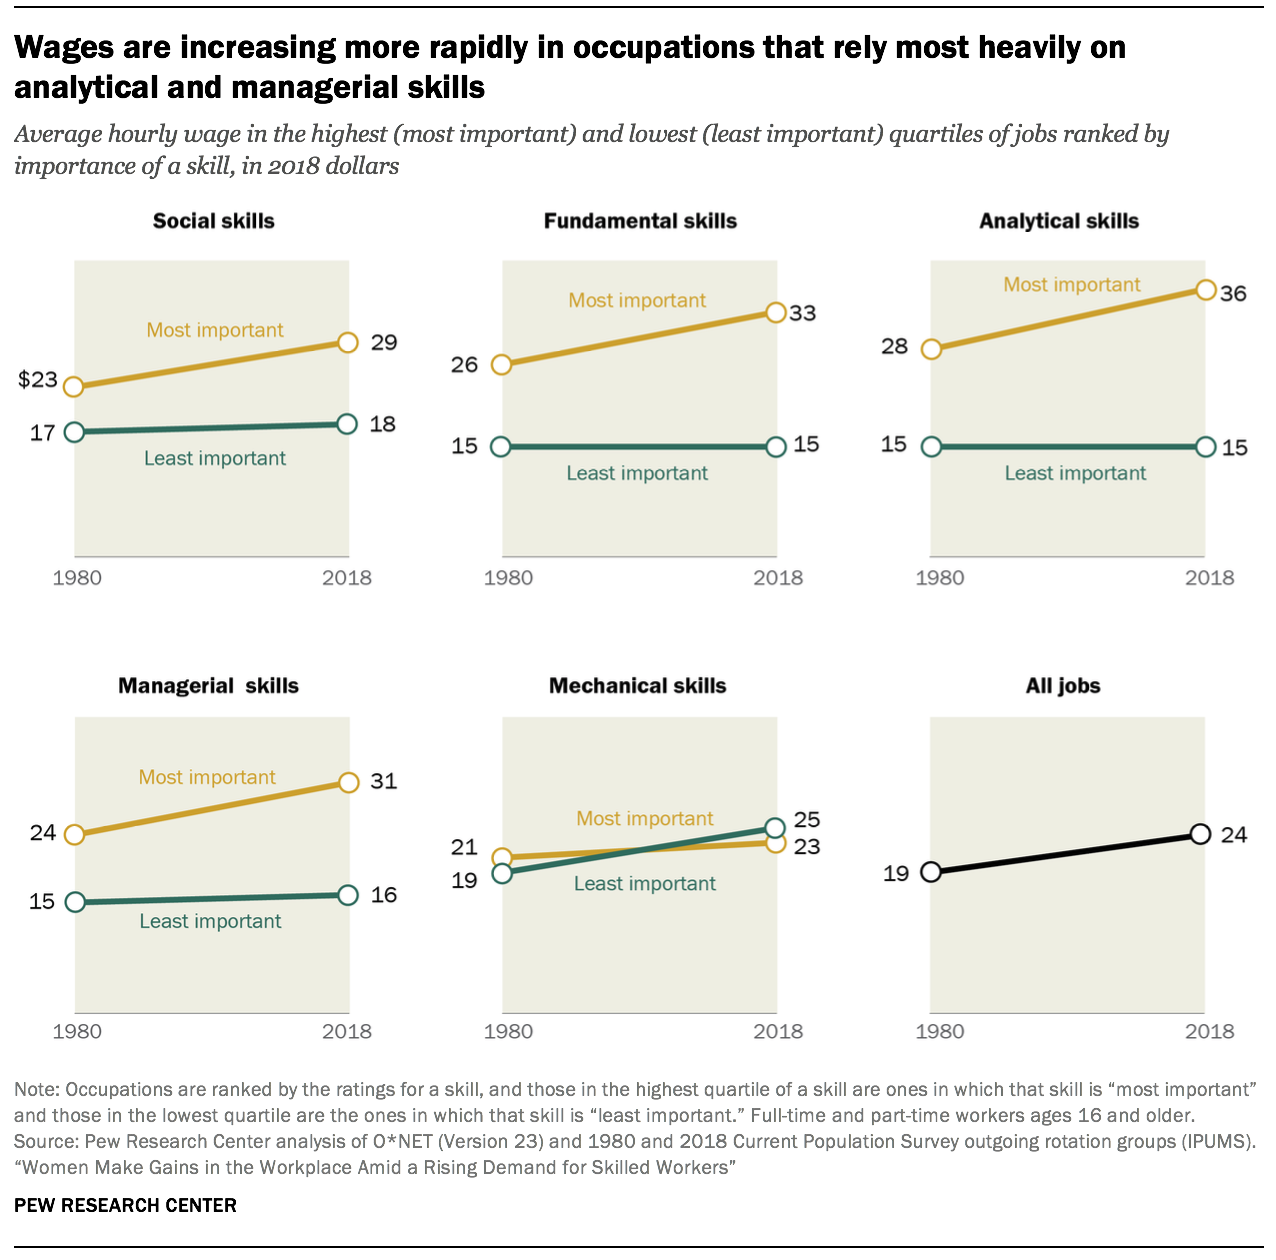 Wages are increasing more rapidly in occupations that rely most heavily on
analytical and managerial skills
Average hourly wage in the highest (most important) and lowest (least important) quartiles of jobs ranked by
importance of a skill, in 2018 dollars
Social skills
Most important
$23
29
17
18
Least important
1980
2018
Fundamental skills
Most important
26
33
15
15
Least important
1980
2018
Analytical skills
Most important
28
36
15
15
Least important
1980
2018
Managerial  skills
Most important
24
31
15
16
Least important
1980
2018
Mechanical skills
Most important
21
25
19
23
Least important
1980
2018
All jobs
19
24
1980
2018
Note: Occupations are ranked by the ratings for a skill, and those in the highest quartile of a skill are ones in which that skill is “most important”
and those in the lowest quartile are the ones in which that skill is “least important.” Full-time and part-time workers ages 16 and older.
Source: Pew Research Center analysis of O*NET (Version 23) and 1980 and 2018 Current Population Survey outgoing rotation groups (IPUMS).
“Women Make Gains in the Workplace Amid a Rising Demand for Skilled Workers”
PEW RESEARCH CENTER